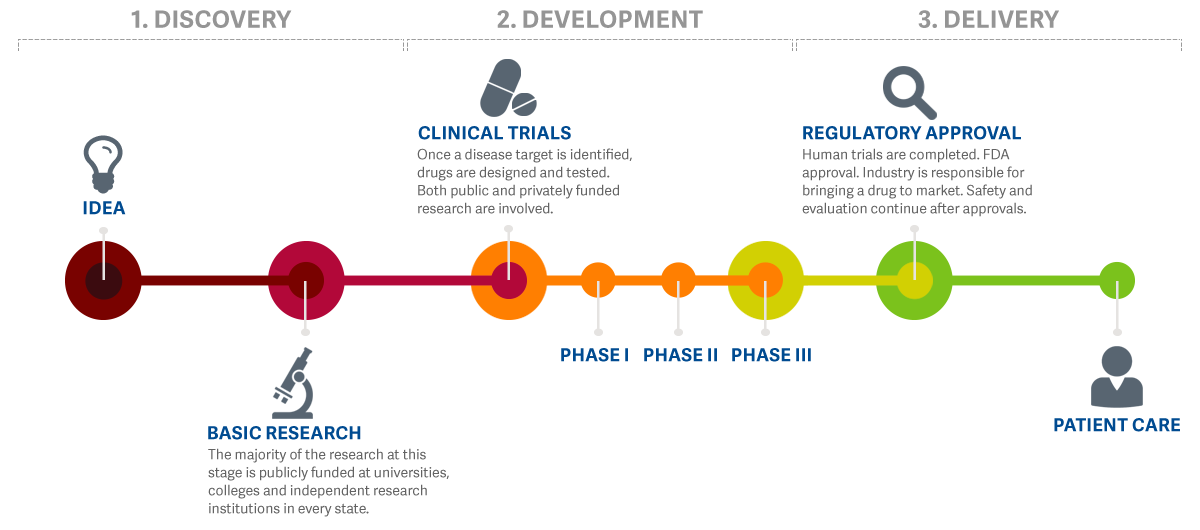 1. DISCOVERY
2. DEVELOPMENT
3. DELIVERY
IDEA
BASIC RESEARCH
The majority of the research at this
stage is publicly funded at universities,
colleges and independent research
institutions in every state.
CLINICAL TRIALS
Once a disease target is identified,
drugs are designed and tested.
Both public and privately funded
research are involved.
PHASE I
PHASE II
PHASE III
REGULATORY APPROVAL
Human trials are completed. FDA
approval. Industry is responsible for
bringing a drug to market. Safety and
evaluation continue after approvals.
PATIENT CARE